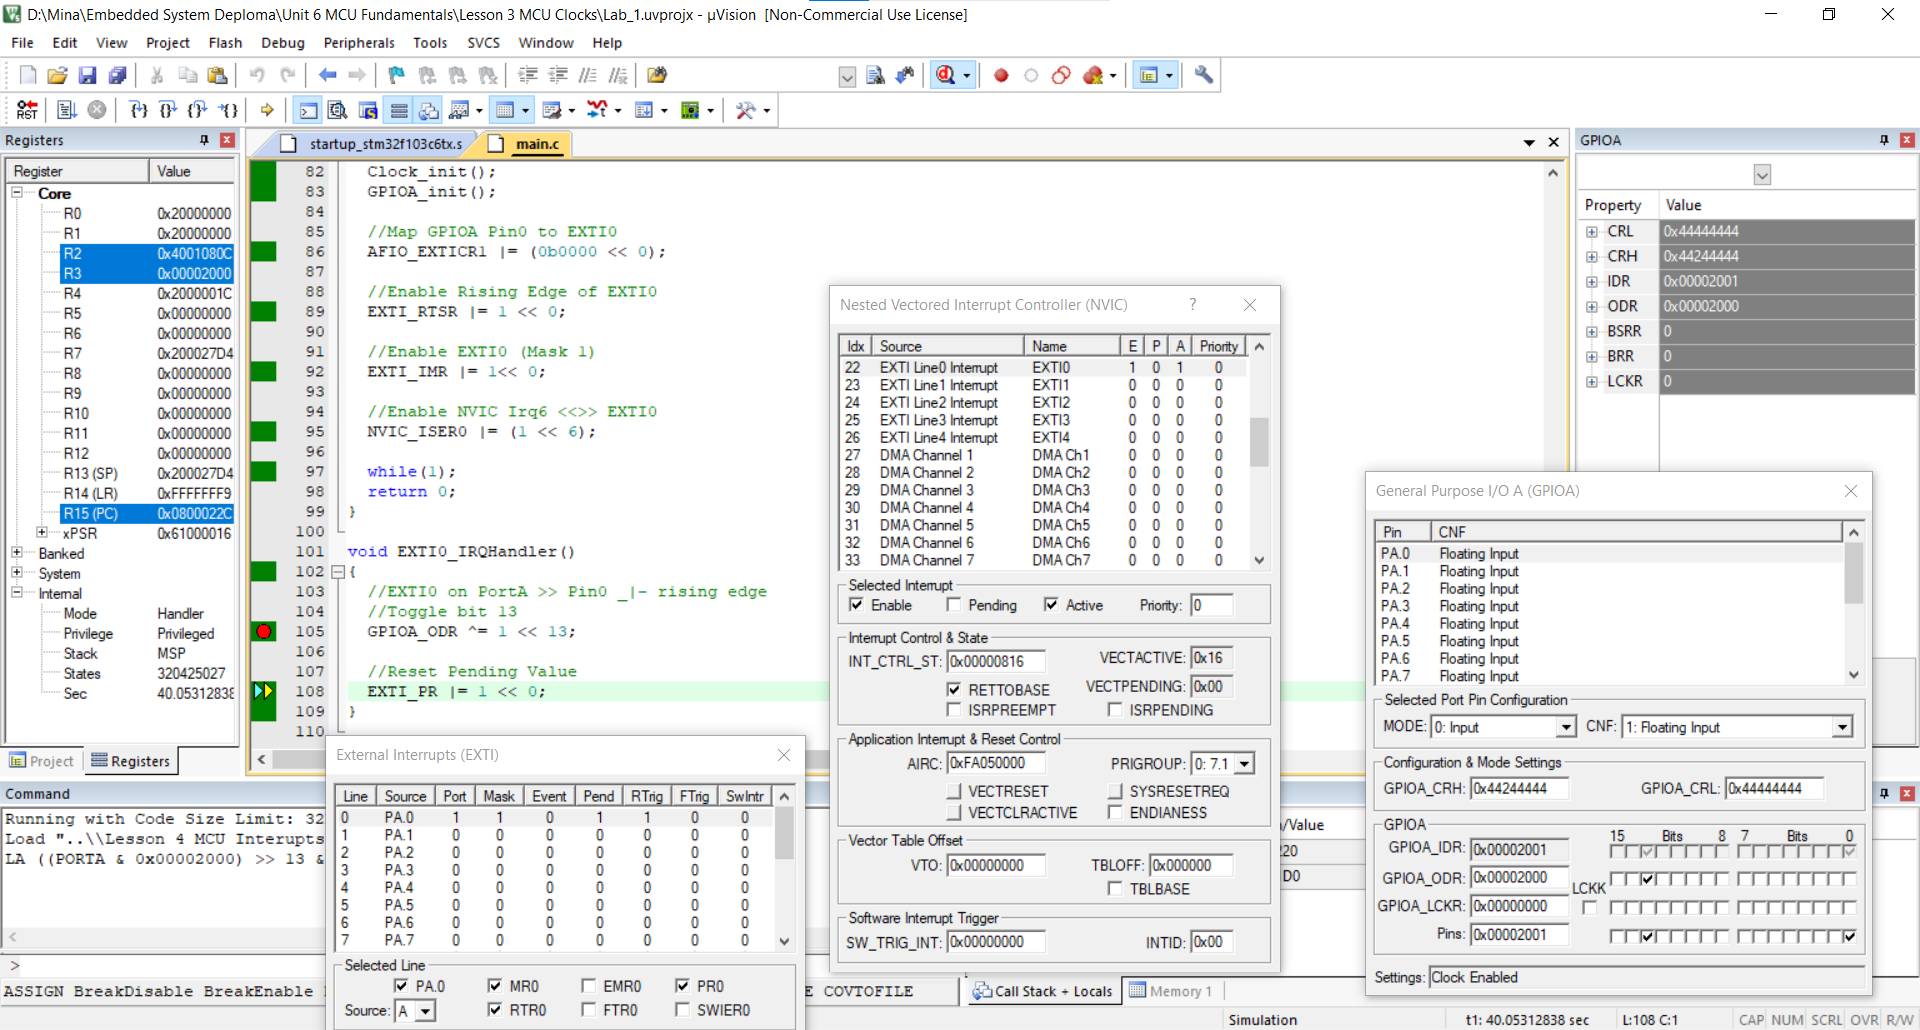 D:\Mina\Embedded System Deploma\Unit 6 MCU Fundamentals\Lesson 3 MCU Clocks\Lab_1.uvprojx - µVision  [Non-Commercial Use License]
File Edit View Project Flash Debug Peripherals Tools SVCS Window Help
RST
Registers
Register Value
Core
R0 0x20000000
R1 0x20000000
R2 0x4001080C
R3 0x00002000
R4 0x2000001C
R5 0x00000000
R6 0x00000000
R7 0x200027D4
R8 0x00000000
R9 0x00000000
R10 0x00000000
R11 0x00000000
R12 0x00000000
R13 (SP) 0x200027D4
R14 (LR) 0xFFFFFFF9
R15 (PC) 0x0800022C
xPSR 0x61000016
Banked
System
Internal
Mode Handler
Privilege Privileged
Stack MSP
States 320425027
Sec 40.05312838
Project Registers
startup_stm32f103c6tx.s main.c
82 Clock_init();
83 GPIOA_init();
84
85 //Map GPIOA Pin0 to EXTI0
86 AFIO_EXTICR1 |= (0b0000 << 0);
87
88 //Enable Rising Edge of EXTI0
89 EXTI_RTSR |= 1 << 0;
90
91 //Enable EXTI0 (Mask 1)
92 EXTI_IMR |= 1<< 0;
93
94 //Enable NVIC Irq6 <<>> EXTI0
95 NVIC_ISER0 |= (1 << 6);
96
97 while(1);
98 return 0;
99 }
100
101 void EXTI0_IRQHandler()
102 {
103 //EXTI0 on PortA >> Pin0 _|- rising edge
104 //Toggle bit 13
105 GPIOA_ODR ^= 1 << 13;
106
107 //Reset Pending Value
108 EXTI_PR |= 1 << 0;
109 }
110
Nested Vectored Interrupt Controller (NVIC) ?
Idx Source Name E P A Priority
22 EXTI Line0 Interrupt EXTI0 1 0 1 0
23 EXTI Line1 Interrupt EXTI1 0 0 0 0
24 EXTI Line2 Interrupt EXTI2 0 0 0 0
25 EXTI Line3 Interrupt EXTI3 0 0 0 0
26 EXTI Line4 Interrupt EXTI4 0 0 0 0
27 DMA Channel 1 DMA Ch1 0 0 0 0
28 DMA Channel 2 DMA Ch2 0 0 0 0
29 DMA Channel 3 DMA Ch3 0 0 0 0
30 DMA Channel 4 DMA Ch4 0 0 0 0
31 DMA Channel 5 DMA Ch5 0 0 0 0
32 DMA Channel 6 DMA Ch6 0 0 0 0
33 DMA Channel 7 DMA Ch7 0 0 0 0
Selected Interrupt
Enable Pending Active Priority: 0
Interrupt Control & State
INT_CTRL_ST: 0x00000816 VECTACTIVE: 0x16
RETTOBASE VECTPENDING: 0x00
ISRPREEMPT ISRPENDING
Application Interrupt & Reset Control
AIRC: 0xFA050000 PRIGROUP: 0: 7.1
VECTRESET SYSRESETREQ
VECTCLRACTIVE ENDIANESS
Vector Table Offset
VTO: 0x00000000 TBLOFF: 0x000000
TBLBASE
Software Interrupt Trigger
SW_TRIG_INT: 0x00000000 INTID: 0x00
GPIOA
Property Value
CRL 0x44444444
CRH 0x44244444
IDR 0x00002001
ODR 0x00002000
BSRR 0
BRR 0
LCKR 0
General Purpose I/O A (GPIOA)
Pin CNF
PA.0 Floating Input
PA.1 Floating Input
PA.2 Floating Input
PA.3 Floating Input
PA.4 Floating Input
PA.5 Floating Input
PA.6 Floating Input
PA.7 Floating Input
Selected Port Pin Configuration
MODE: 0: Input CNF: 1: Floating Input
Configuration & Mode Settings
GPIOA_CRH: 0x44244444 GPIOA_CRL: 0x44444444
GPIOA
15 Bits 8 7 Bits 0
GPIOA_IDR: 0x00002001
GPIOA_ODR: 0x00002000
LCKK
GPIOA_LCKR: 0x00000000
Pins: 0x00002001
Settings: Clock Enabled
External Interrupts (EXTI)
Line Source Port Mask Event Pend RTrig FTrig SwIntr
0 PA.0 1 1 0 1 1 0 0
1 PA.1 0 0 0 0 0 0 0
2 PA.2 0 0 0 0 0 0 0
3 PA.3 0 0 0 0 0 0 0
4 PA.4 0 0 0 0 0 0 0
5 PA.5 0 0 0 0 0 0 0
6 PA.6 0 0 0 0 0 0 0
7 PA.7 0 0 0 0 0 0 0
Selected Line
PA.0 MR0 EMR0 PR0
Source: A RTR0 FTR0 SWIER0
Command
Running with Code Size Limit: 32
Load "..\\Lesson 4 MCU Interupts
LA ((PORTA & 0x00002000) >> 13 &
>
ASSIGN BreakDisable BreakEnable
E COVTOFILE
/Value
220
D0
Call Stack + Locals Memory 1
Simulation t1: 40.05312838 sec L:108 C:1 CAP NUM SCRL OVR R/W